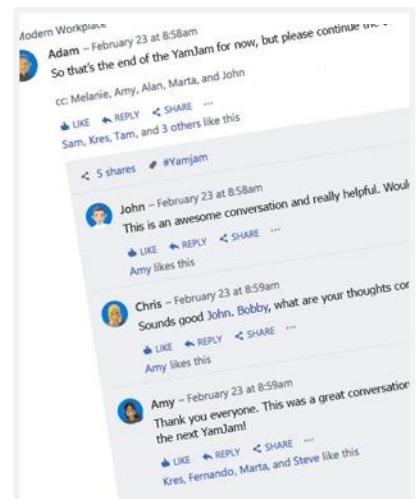 Modern Workplace
Adam – February 23 at 8:58am
So that's the end of the YamJam for now, but please continue the
cc: Melanie, Amy, Alan, Marta, and John
LIKE REPLY SHARE ...
Sam, Kres, Tam, and 3 others like this
5 shares #Yamjam
John – February 23 at 8:58am
This is an awesome conversation and really helpful.
LIKE REPLY SHARE ...
Amy likes this
Chris – February 23 at 8:59am
Sounds good John. Bobby, what are your thoughts
LIKE REPLY SHARE ...
Amy likes this
Amy – February 23 at 8:59am
Thank you everyone. This was a great conversation
the next YamJam!
LIKE REPLY SHARE ...
Kres, Fernando, Marta, and Steve like this